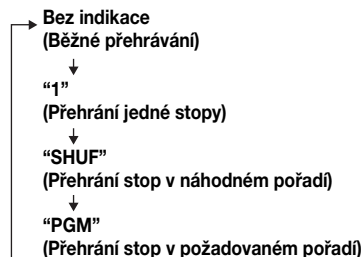 Bez indikace
(Běžné přehrávání)
“1”
(Přehrání jedné stopy)
“SHUF”
(Přehrání stop v náhodném pořadí)
“PGM”
(Přehrání stop v požadovaném pořadí)